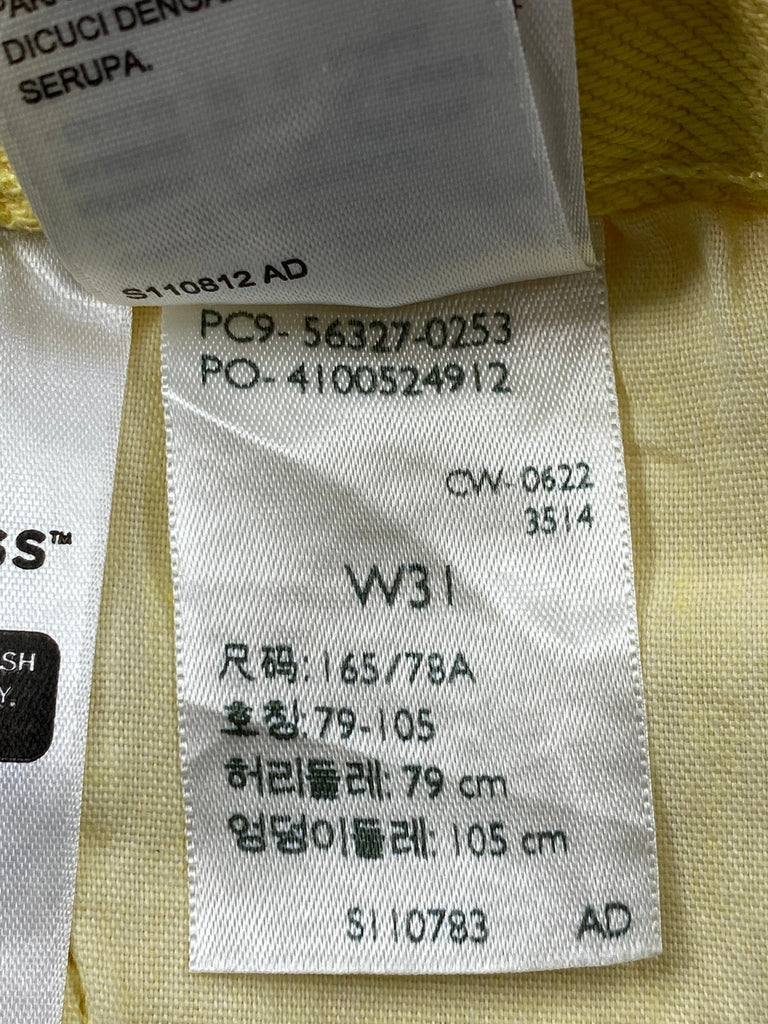 DICUCI DENGA
SERUPA.
S110812 AD
PC9- 56327-0253
PO- 4100524912
CW- 0622
3514
W31
尺码: 165/78A
호칭: 79-105
허리둘레: 79 cm
엉덩이둘레: 105 cm
S110783 AD
SS™
SH
Y.